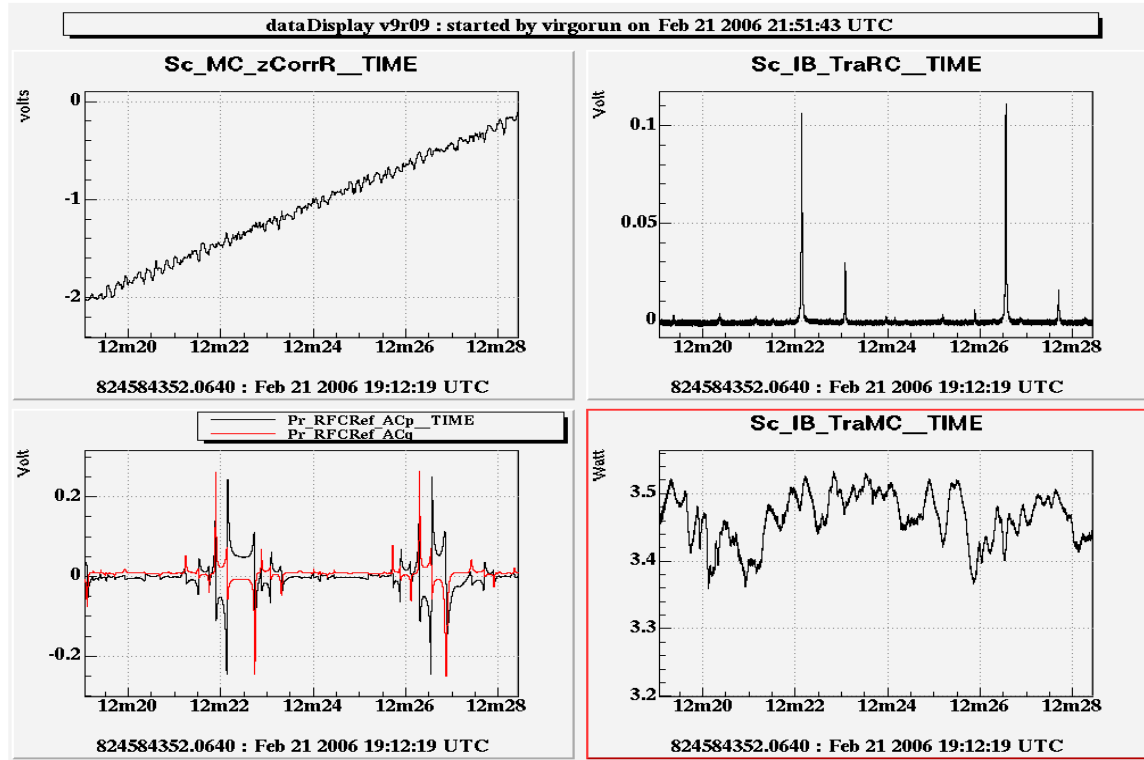 dataDisplay v9r09 : started by virgorun on Feb 21 2006 21:51:43 UTC
Sc_MC_zCorrR__TIME
volts
0
-1
-2
12m20 12m22 12m24 12m26 12m28
824584352.0640 : Feb 21 2006 19:12:19 UTC
Sc_IB_TraRC__TIME
Volt
0.1
0.05
0
12m20 12m22 12m24 12m26 12m28
824584352.0640 : Feb 21 2006 19:12:19 UTC
Pr_RFCRef_ACp__TIME
Pr_RFCRef_ACq
Volt
0.2
0
-0.2
12m20 12m22 12m24 12m26 12m28
824584352.0640 : Feb 21 2006 19:12:19 UTC
Sc_IB_TraMC__TIME
Watt
3.5
3.4
3.3
3.2
12m20 12m22 12m24 12m26 12m28
824584352.0640 : Feb 21 2006 19:12:19 UTC